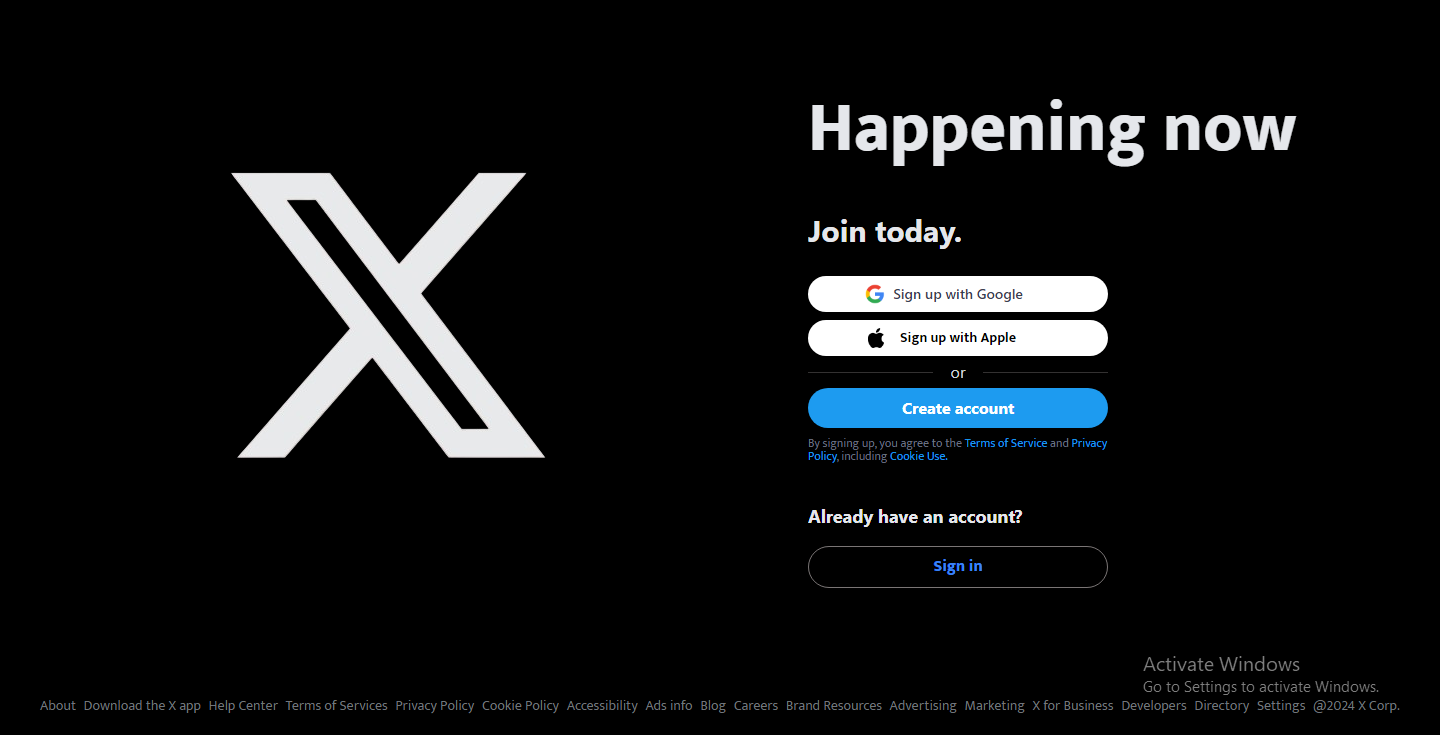 Happening now
Join today.
Sign up with Google
Sign up with Apple
or
Create account
By signing up, you agree to the Terms of Service and Privacy
Policy, including Cookie Use.
Already have an account?
Sign in
Activate Windows
Go to Settings to activate Windows.
About Download the X app Help Center Terms of Services Privacy Policy Cookie Policy Accessibility Ads info Blog Careers Brand Resources Advertising Marketing X for Business Developers Directory Settings @2024 X Corp.